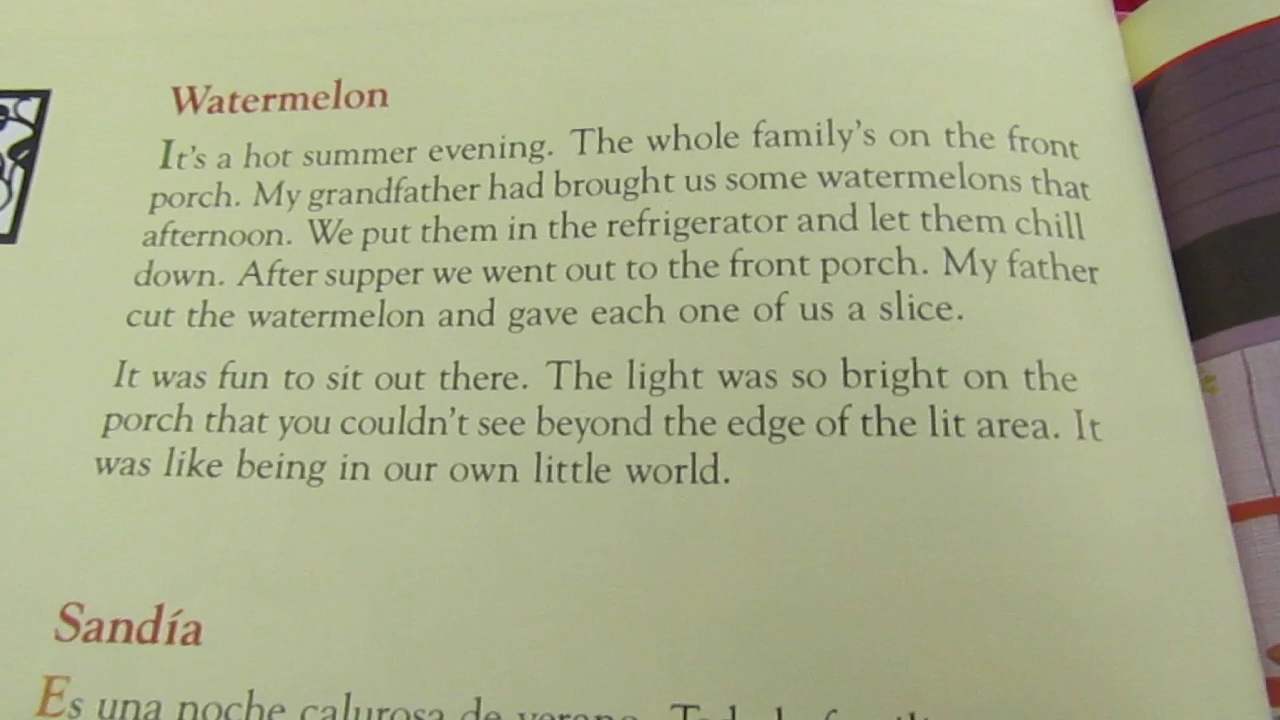 Watermelon
It's a hot summer evening. The whole family's on the front
porch. My grandfather had brought us some watermelons that
afternoon. We put them in the refrigerator and let them chill
down. After supper we went out to the front porch. My father
cut the watermelon and gave each one of us a slice.
It was fun to sit out there. The light was so bright on the
porch that you couldn't see beyond the edge of the lit area. It
was like being in our own little world.
Sandía
Es una noche calurosa de verano.